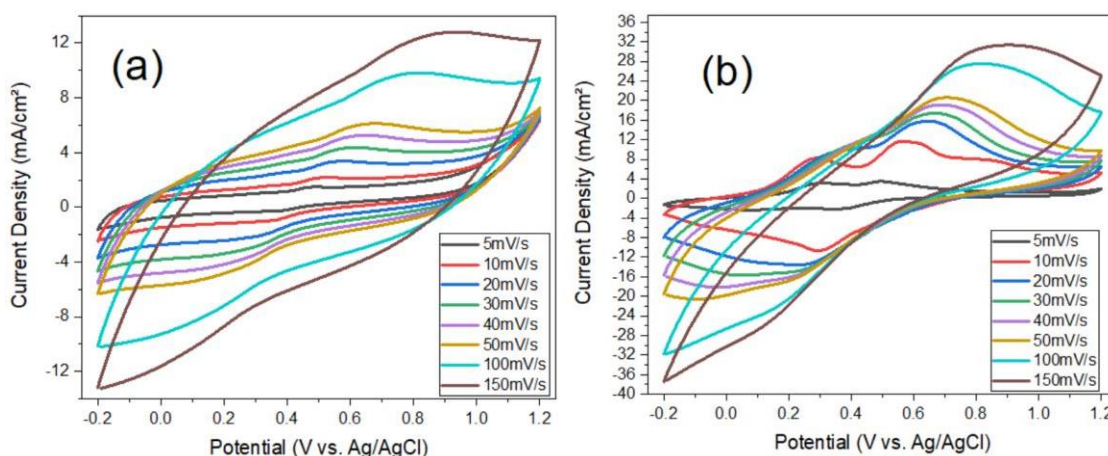 (a)
Current Density (mA/cm²)
12
8
4
0
-4
-8
-12
5mV/s
10mV/s
20mV/s
30mV/s
40mV/s
50mV/s
100mV/s
150mV/s
-0.2 0.0 0.2 0.4 0.6 0.8 1.0 1.2
Potential (V vs. Ag/AgCl)
(b)
Current Density (mA/cm²)
36
32
28
24
20
16
12
8
4
0
-4
-8
-12
-16
-20
-24
-28
-32
-36
-40
5mV/s
10mV/s
20mV/s
30mV/s
40mV/s
50mV/s
100mV/s
150mV/s
-0.2 0.0 0.2 0.4 0.6 0.8 1.0 1.2
Potential (V vs. Ag/AgCl)